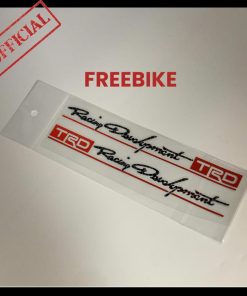 OFFICIAL
FREEBIKE
Racing Development TRD
TRD Racing Development